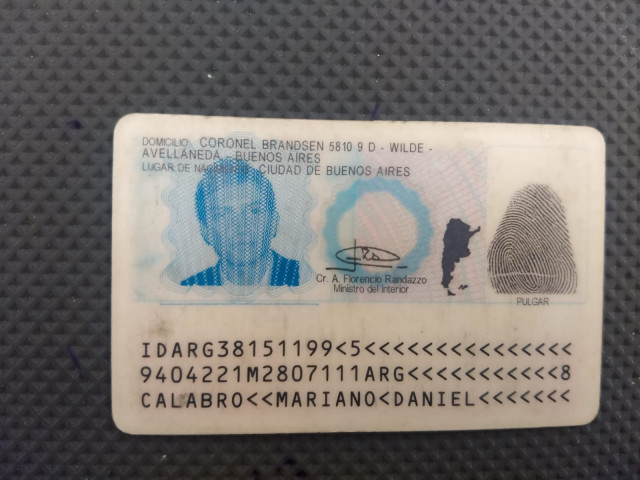 DOMICILIO: CORONEL BRANDSEN 5810 9 D - WILDE -
AVELLANEDA - BUENOS AIRES
LUGAR DE NACIMIENTO: CIUDAD DE BUENOS AIRES
Cr. A. Florencio Randazzo
Ministro del Interior
PULGAR
IDARG38151199<5<<<<<<<<<<<<<<<
9404221M2807111ARG<<<<<<<<<<<8
CALABRO<<MARIANO<DANIEL<<<<<<<